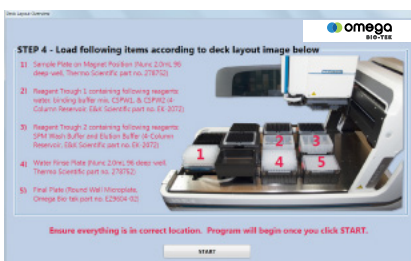 Deck Layout Overview
omega
BIO-TEK
STEP 4 - Load following items according to deck layout image below
1) Sample Plate on Magnet Position (Nunc 2.0mL 96
deep-well, Thermo Scientific part no. 278752)
2) Reagent Trough 1 containing following reagents
water, binding buffer mix, CSPW1, & CSPW2 (4-
Column Reservoir, E&K Scientific part no. EK-2072)
3) Reagent Trough 2 containing following reagents
SPM Wash Buffer and Elution Buffer (4-Column
Reservoir, E&K Scientific part no. EK-2072)
4) Water Rinse Plate (Nunc 2.0mL 96 deep well,
Thermo Scientific part no. 278752)
5) Final Plate (Round Well Microplate,
Omega Bio-tek part no. EZ9604-02)
1
2
3
4
5
Ensure everything is in correct location. Program will begin once you click START.
START